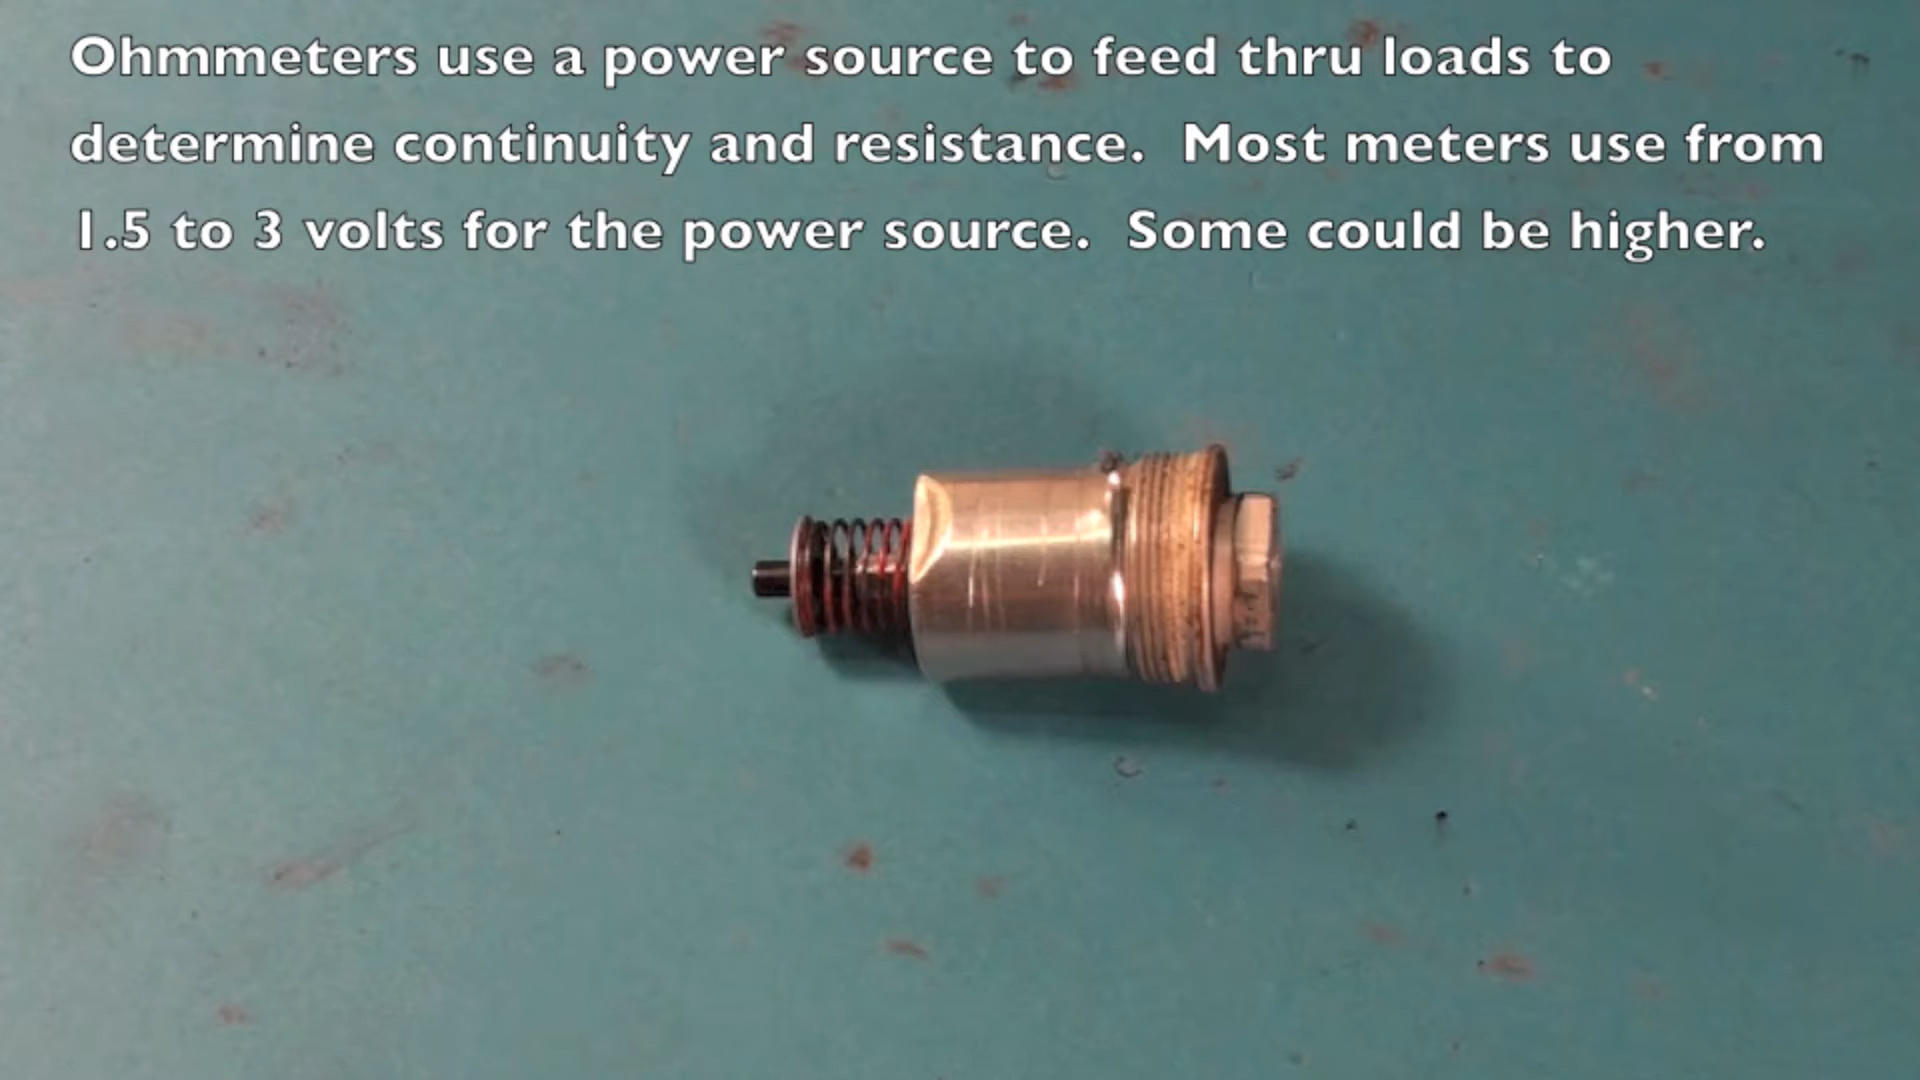 Ohmmeters use a power source to feed thru loads to
determine continuity and resistance.  Most meters use from
1.5 to 3 volts for the power source.  Some could be higher.